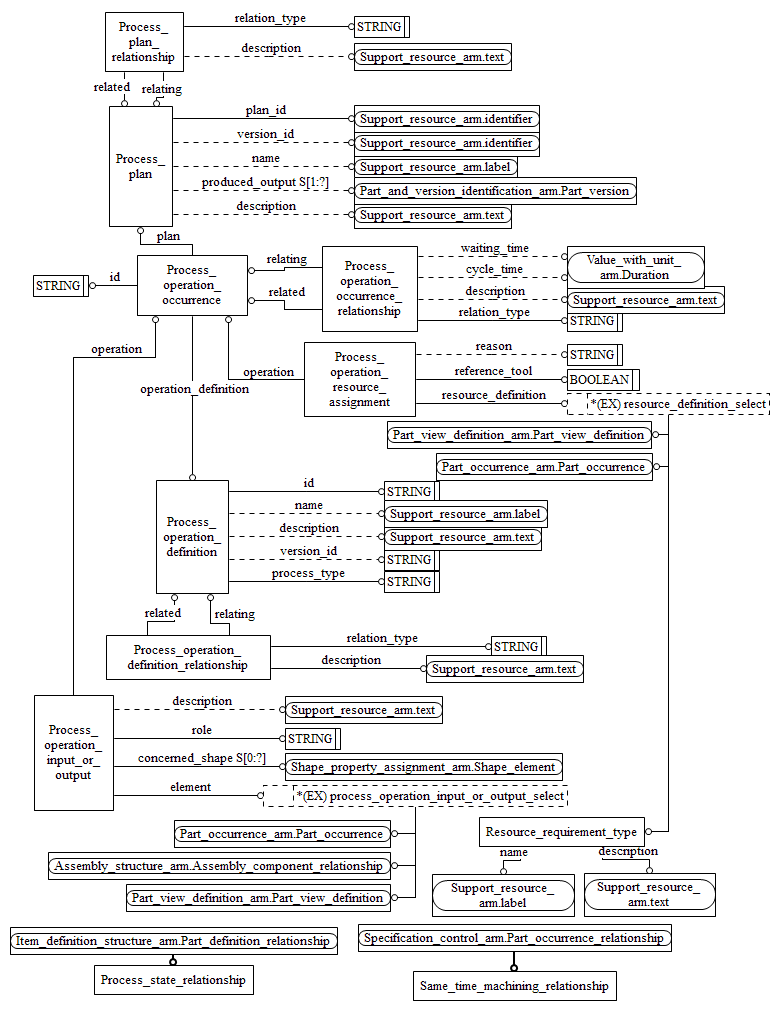 Process_
plan_
relationship
relation_type
STRING
description
Support_resource_arm.text
related
relating
Process_
plan
plan_id
Support_resource_arm.identifier
version_id
Support_resource_arm.identifier
name
Support_resource_arm.label
produced_output S[1:?]
Part_and_version_identification_arm.Part_version
description
Support_resource_arm.text
plan
STRING
id
Process_
operation_
occurrence
relating
related
Process_
operation_
occurrence_
relationship
waiting_time
cycle_time
Value_with_unit_
arm.Duration
description
Support_resource_arm.text
relation_type
STRING
operation
operation_definition
operation
Process_
operation_
resource_
assignment
reason
STRING
reference_tool
BOOLEAN
resource_definition
*(EX) resource_definition_select
Part_view_definition_arm.Part_view_definition
Part_occurrence_arm.Part_occurrence
Process_
operation_
definition
id
STRING
name
Support_resource_arm.label
description
Support_resource_arm.text
version_id
STRING
process_type
STRING
related
relating
Process_operation_
definition_relationship
relation_type
STRING
description
Support_resource_arm.text
Process_
operation_
input_or_
output
description
Support_resource_arm.text
role
STRING
concerned_shape S[0:?]
Shape_property_assignment_arm.Shape_element
element
*(EX) process_operation_input_or_output_select
Part_occurrence_arm.Part_occurrence
Assembly_structure_arm.Assembly_component_relationship
Part_view_definition_arm.Part_view_definition
Resource_requirement_type
name
description
Support_resource_
arm.label
Support_resource_
arm.text
Item_definition_structure_arm.Part_definition_relationship
Process_state_relationship
Specification_control_arm.Part_occurrence_relationship
Same_time_machining_relationship